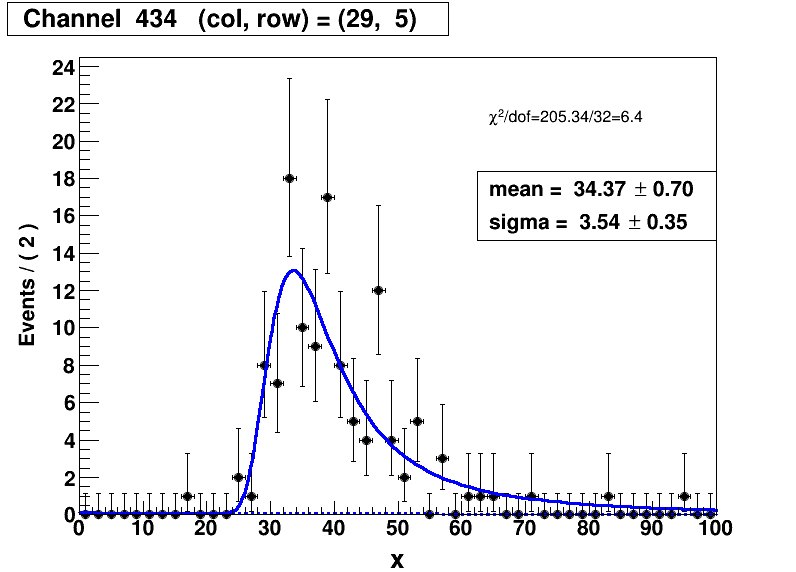 Channel 434 (col, row) = (29, 5)
χ²/dof=205.34/32=6.4
mean = 34.37 ± 0.70
sigma = 3.54 ± 0.35
Events / ( 2 )
24
22
20
18
16
14
12
10
8
6
4
2
0
0 10 20 30 40 50 60 70 80 90 100
x